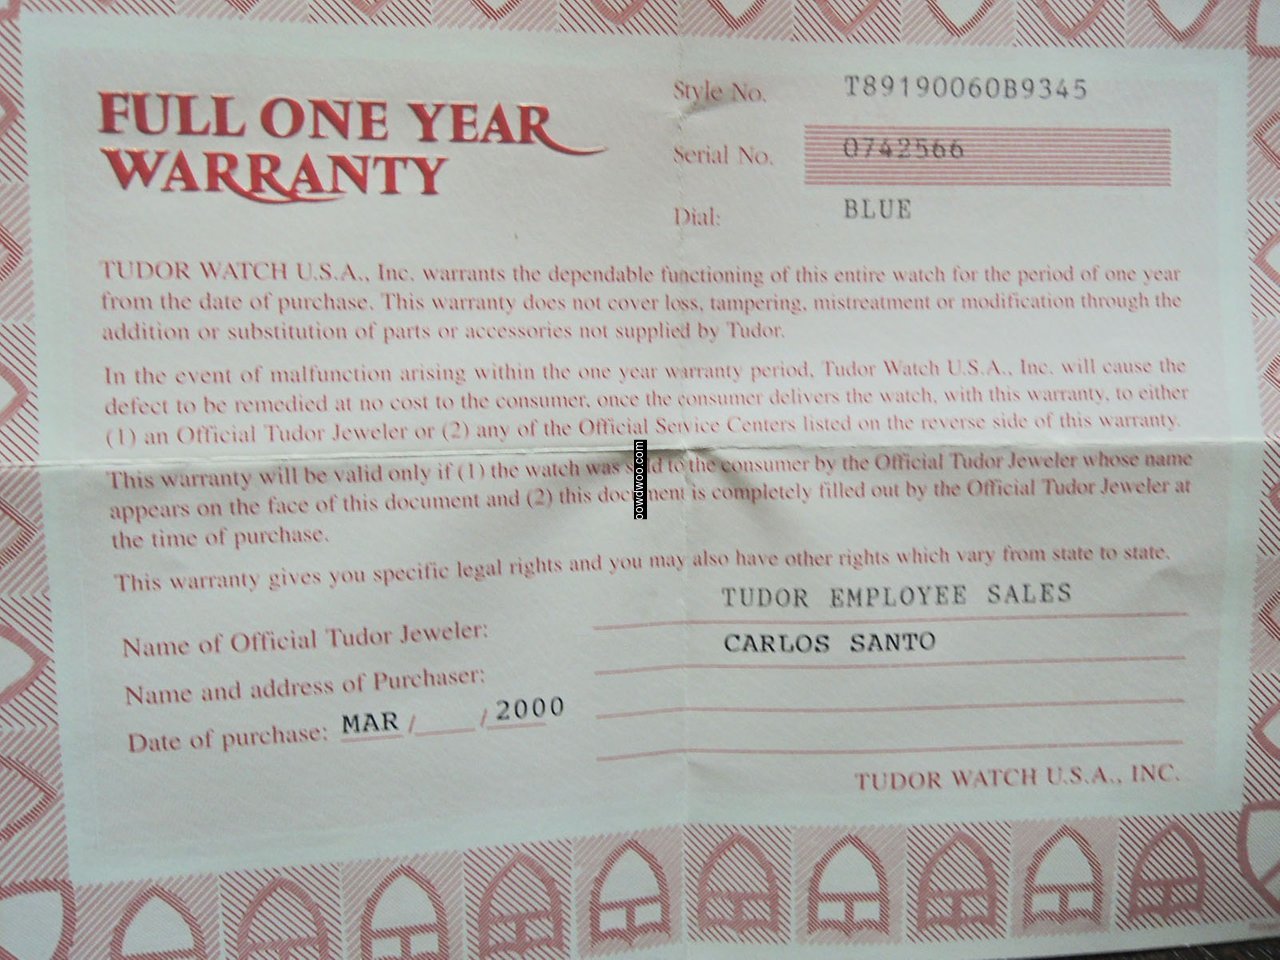 FULL ONE YEAR
WARRANTY
Style No. T89190060B9345
Serial No. 0742566
Dial: BLUE
TUDOR WATCH U.S.A., Inc. warrants the dependable functioning of this entire watch for the period of one year
from the date of purchase. This warranty does not cover loss, tampering, mistreatment or modification through the
addition or substitution of parts or accessories not supplied by Tudor.
In the event of malfunction arising within the one year warranty period, Tudor Watch U.S.A., Inc. will cause the
defect to be remedied at no cost to the consumer, once the consumer delivers the watch, with this warranty, to either
(1) an Official Tudor Jeweler or (2) any of the Official Service Centers listed on the reverse side of this warranty.
This warranty will be valid only if (1) the watch was sold to the consumer by the Official Tudor Jeweler whose name
appears on the face of this document and (2) this document is completely filled out by the Official Tudor Jeweler at
the time of purchase.
This warranty gives you specific legal rights and you may also have other rights which vary from state to state.
Name of Official Tudor Jeweler: TUDOR EMPLOYEE SALES
Name and address of Purchaser: CARLOS SANTO
Date of purchase: MAR / / 2000
TUDOR WATCH U.S.A., INC.
powdwoo.com